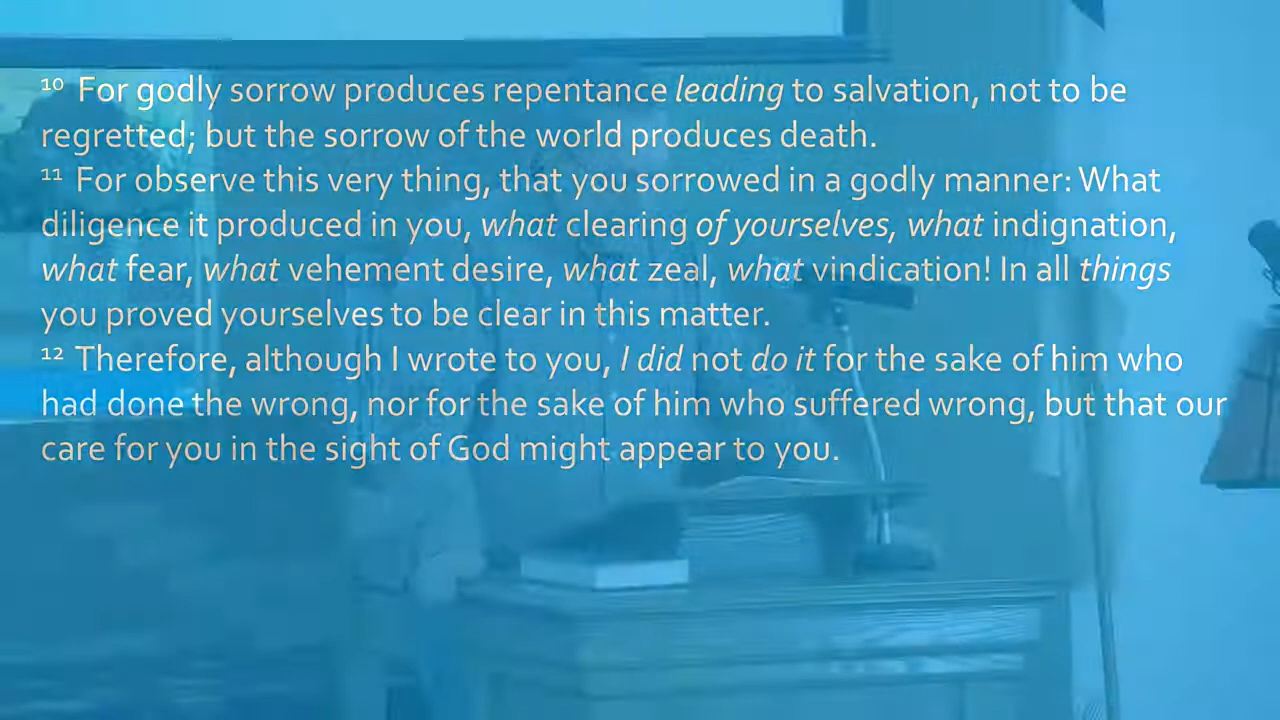 10 For godly sorrow produces repentance leading to salvation, not to be
regretted; but the sorrow of the world produces death.
11 For observe this very thing, that you sorrowed in a godly manner: What
diligence it produced in you, what clearing of yourselves, what indignation,
what fear, what vehement desire, what zeal, what vindication! In all things
you proved yourselves to be clear in this matter.
12 Therefore, although I wrote to you, I did not do it for the sake of him who
had done the wrong, nor for the sake of him who suffered wrong, but that our
care for you in the sight of God might appear to you.